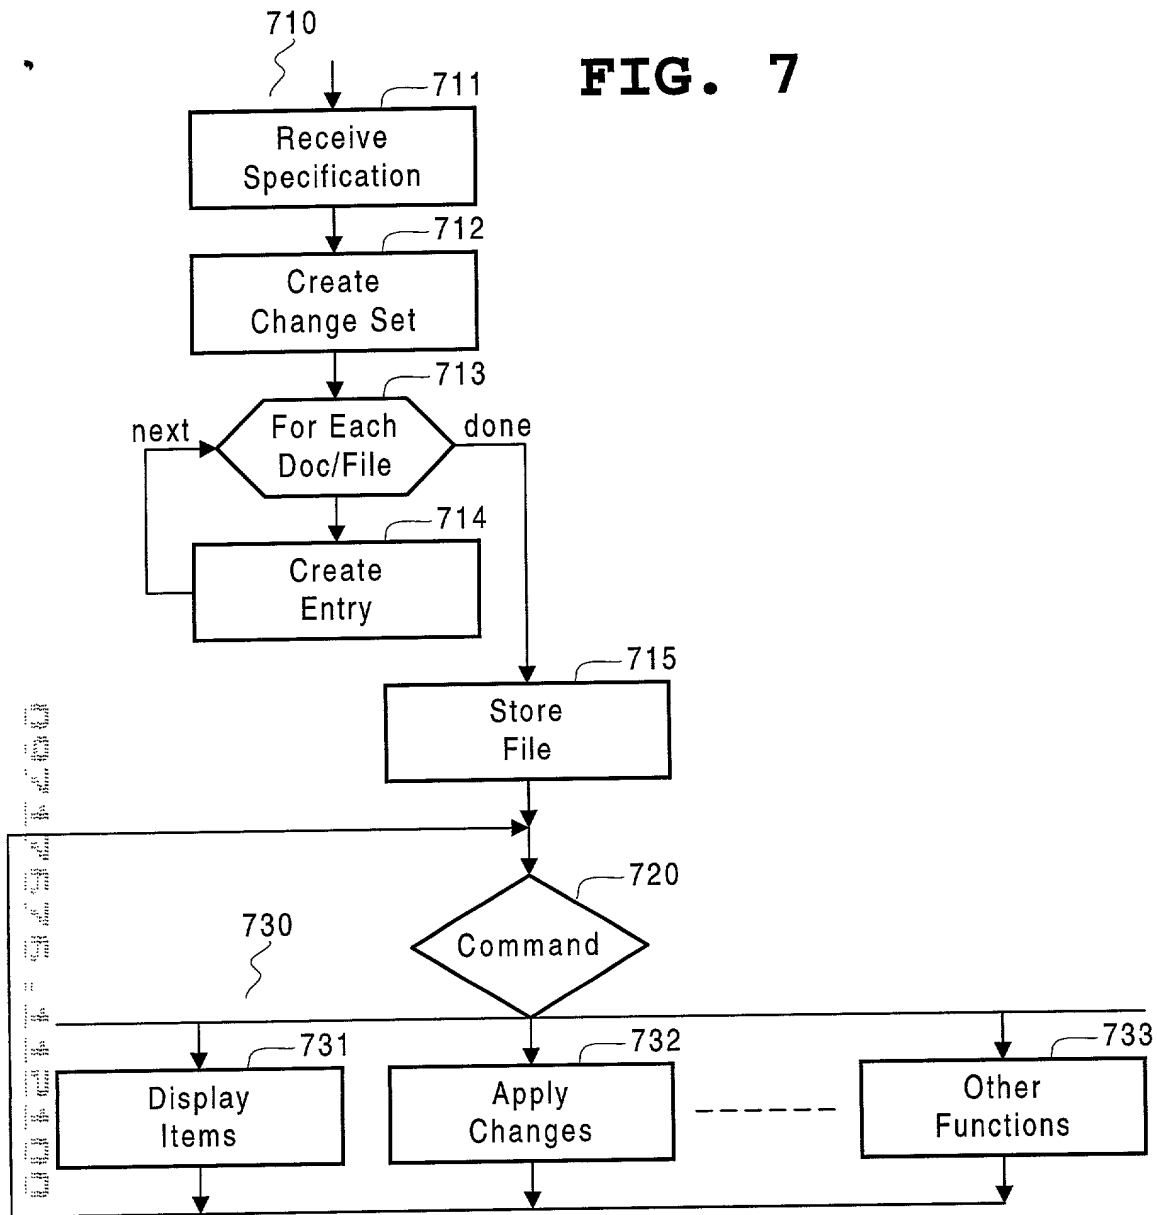 710
FIG. 7
711
Receive
Specification
712
Create
Change Set
713
next
For Each
Doc/File
done
714
Create
Entry
715
Store
File
720
Command
730
731
Display
Items
732
Apply
Changes
733
Other
Functions